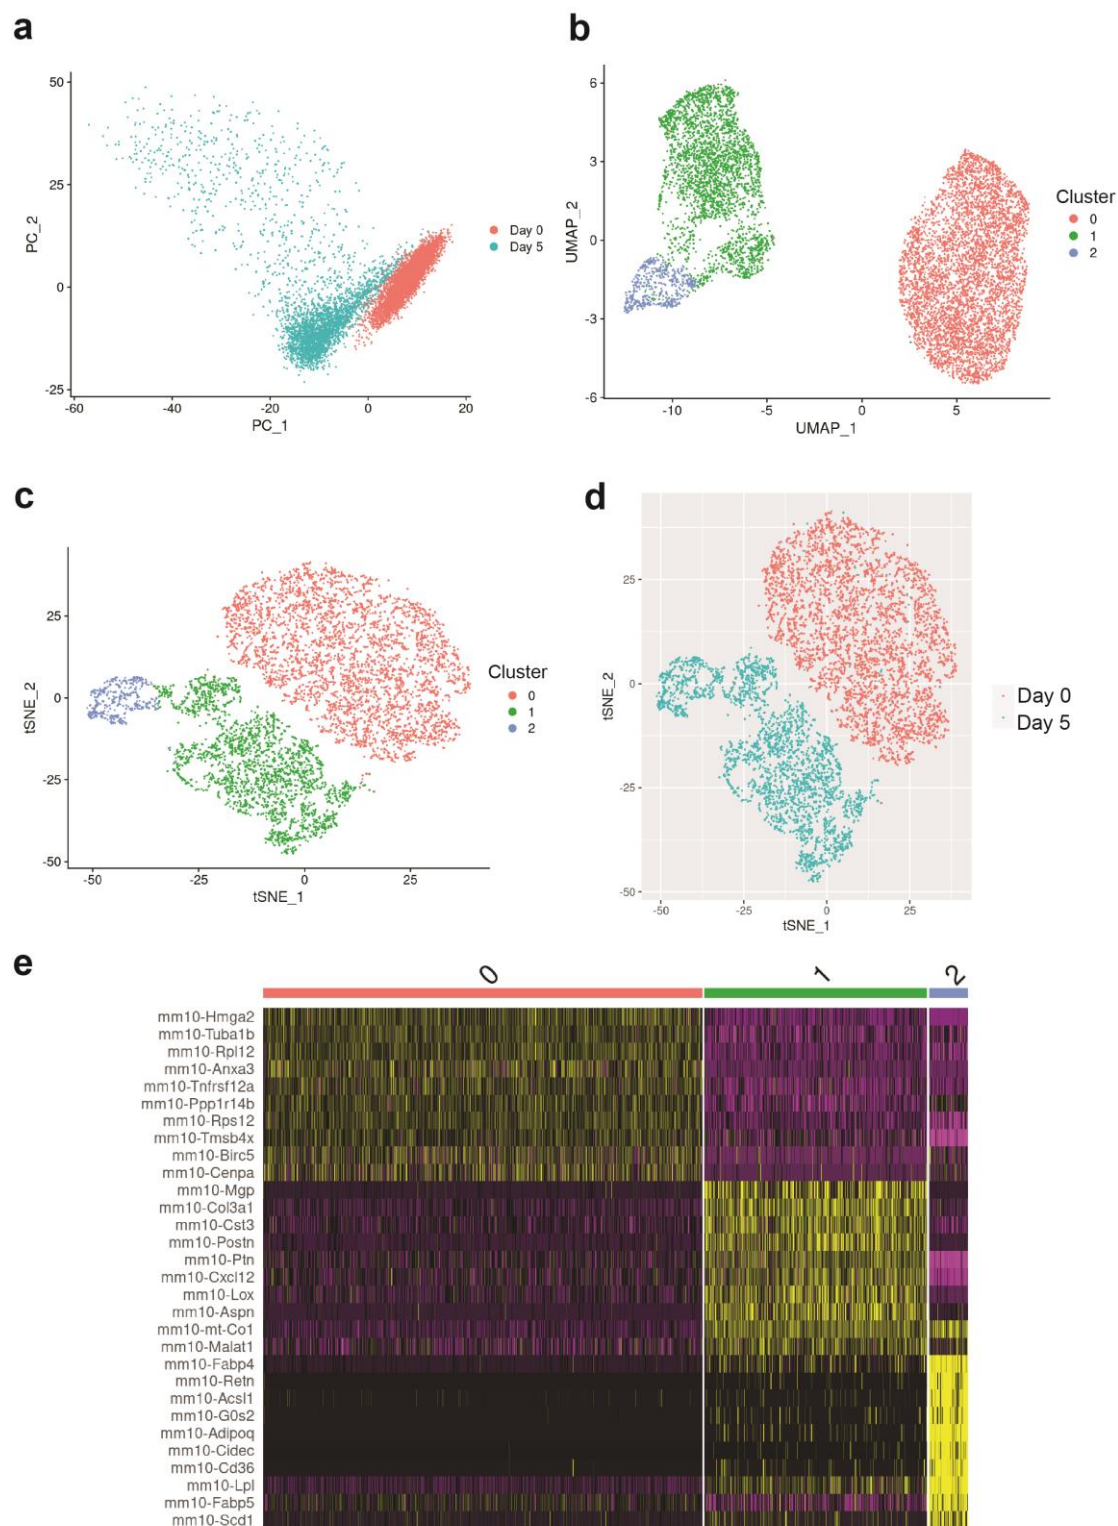 a
50
25
0
-25
-60
-40
-20
0
20
PC_2
PC_1
Day 0
Day 5
b
6
3
0
-3
-6
-10
-5
0
5
UMAP_2
UMAP_1
Cluster
0
1
2
c
25
0
-25
-50
-50
-25
0
25
tSNE_2
tSNE_1
Cluster
0
1
2
d
25
0
-25
-50
-50
-25
0
25
tSNE_2
tSNE_1
Day 0
Day 5
e
0
1
2
mm10-Hmga2
mm10-Tuba1b
mm10-Rpl12
mm10-Anxa3
mm10-Tnfrsf12a
mm10-Ppp1r14b
mm10-Rps12
mm10-Tmsb4x
mm10-Birc5
mm10-Cenpa
mm10-Mgp
mm10-Col3a1
mm10-Cst3
mm10-Postn
mm10-Ptn
mm10-Cxcl12
mm10-Lox
mm10-Aspn
mm10-mt-Co1
mm10-Malat1
mm10-Fabp4
mm10-Retn
mm10-Acsl1
mm10-G0s2
mm10-Adipoq
mm10-Cidec
mm10-Cd36
mm10-Lpl
mm10-Fabp5
mm10-Scd1